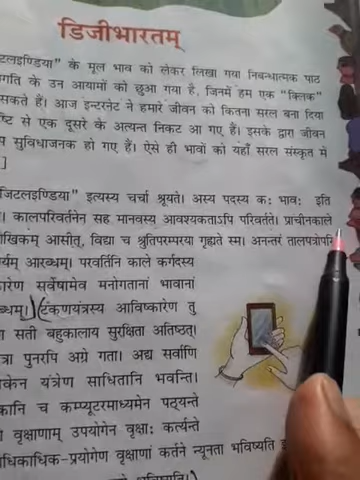 डिजीभारतम्
टलइण्डिया” के मूल भाव को लेकर लिखा गया निबन्धात्मक पाठ
गति के उन आयामों को छुआ गया है, जिनमें हम एक “क्लिक”
सकते हैं। आज इन्टरनेट ने हमारे जीवन को कितना सरल बना दिया
ष्टि से एक दूसरे के अत्यन्त निकट आ गए हैं। इसके द्वारा जीवन
सुविधाजनक हो गए हैं। ऐसे ही भावों को यहाँ सरल संस्कृत में
]
जिटलइण्डिया” इत्यस्य चर्चा श्रूयते। अस्य पदस्य कः भावः इति
। कालपरिवर्तनेन सह मानवस्य आवश्यकताऽपि परिवर्तते। प्राचीनकाले
खिकम् आसीत्, विद्या च श्रुतिपरम्परया गृह्यते स्म। अनन्तरं तालपत्रोपरि
र्यम् आरब्धम्। परवर्तिनि काले कर्गदस्य
कारेण सर्वेषामेव मनोगतानां भावानां
ब्धम्। टंकणयंत्रस्य आविष्कारेण तु
सती बहुकालाय सुरक्षिता अतिष्ठत्।
त्रा पुनरपि अग्रे गता। अद्य सर्वाणि
केन यंत्रेण साधितानि भवन्ति।
कानि च कम्प्यूटरमाध्यमेन पठ्यन्ते
वृक्षाणाम् उपयोगेन वृक्षाः कर्त्यन्ते
धिकाधिक-प्रयोगेण वृक्षाणां कर्तने न्यूनता भविष्यति